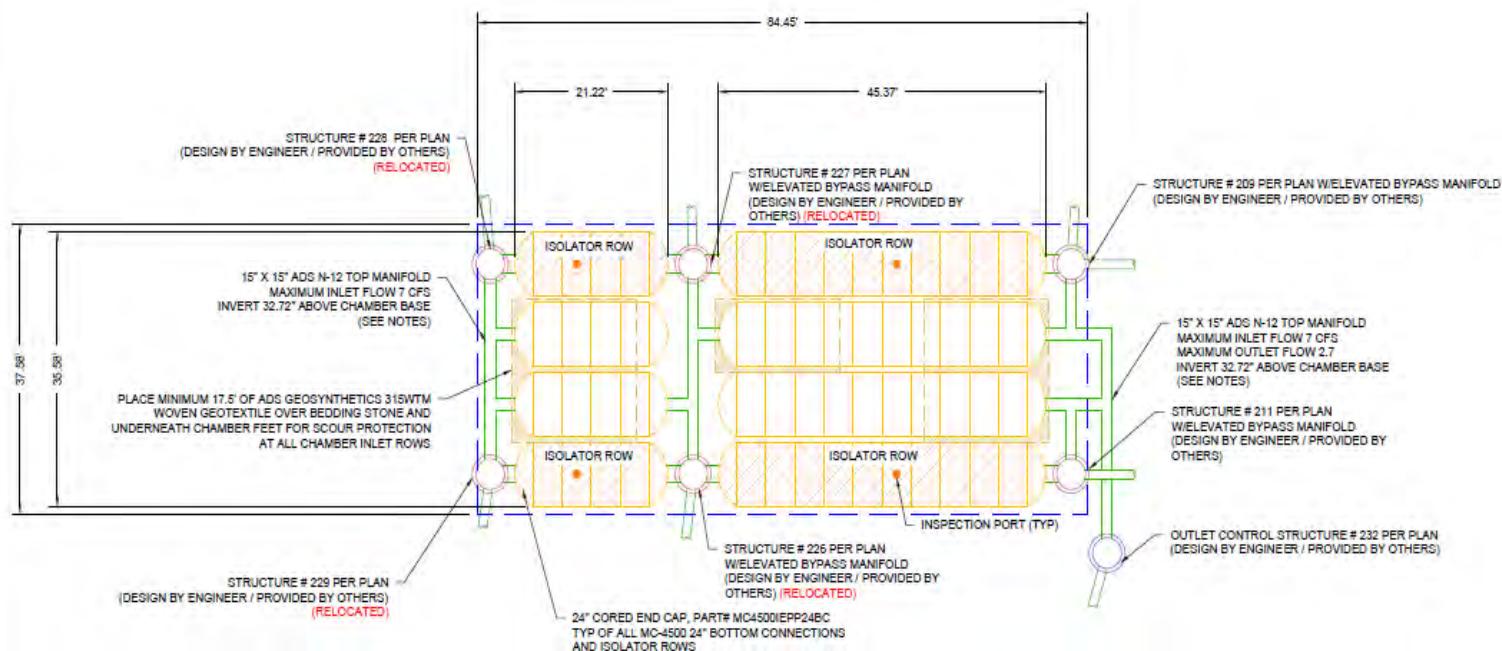 84.45'
21.22'
45.37'
STRUCTURE # 228 PER PLAN
(DESIGN BY ENGINEER / PROVIDED BY OTHERS)
(RELOCATED)
STRUCTURE # 227 PER PLAN
W/ELEVATED BYPASS MANIFOLD
(DESIGN BY ENGINEER / PROVIDED BY
OTHERS) (RELOCATED)
STRUCTURE # 209 PER PLAN W/ELEVATED BYPASS MANIFOLD
(DESIGN BY ENGINEER / PROVIDED BY OTHERS)
ISOLATOR ROW
ISOLATOR ROW
15" X 15" ADS N-12 TOP MANIFOLD
MAXIMUM INLET FLOW 7 CFS
INVERT 32.72" ABOVE CHAMBER BASE
(SEE NOTES)
15" X 15" ADS N-12 TOP MANIFOLD
MAXIMUM INLET FLOW 7 CFS
MAXIMUM OUTLET FLOW 2.7
INVERT 32.72" ABOVE CHAMBER BASE
(SEE NOTES)
37.58'
35.58'
PLACE MINIMUM 17.5' OF ADS GEOSYNTHETICS 315WTM
WOVEN GEOTEXTILE OVER BEDDING STONE AND
UNDERNEATH CHAMBER FEET FOR SCOUR PROTECTION
AT ALL CHAMBER INLET ROWS
STRUCTURE # 211 PER PLAN
W/ELEVATED BYPASS MANIFOLD
(DESIGN BY ENGINEER / PROVIDED BY
OTHERS)
ISOLATOR ROW
ISOLATOR ROW
INSPECTION PORT (TYP)
OUTLET CONTROL STRUCTURE # 232 PER PLAN
(DESIGN BY ENGINEER / PROVIDED BY OTHERS)
STRUCTURE # 226 PER PLAN
W/ELEVATED BYPASS MANIFOLD
(DESIGN BY ENGINEER / PROVIDED BY
OTHERS) (RELOCATED)
STRUCTURE # 229 PER PLAN
(DESIGN BY ENGINEER / PROVIDED BY OTHERS)
(RELOCATED)
24" CORED END CAP, PART# MC4500IEPP24BC
TYP OF ALL MC-4500 24" BOTTOM CONNECTIONS
AND ISOLATOR ROWS